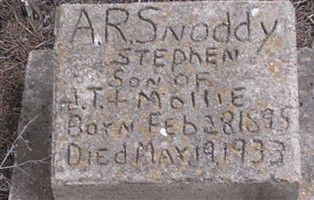 A.R. Snoddy
STEPHEN
SON OF
J.T. + MOLLIE
BORN FEB 28 1895
DIED MAY 19, 1933